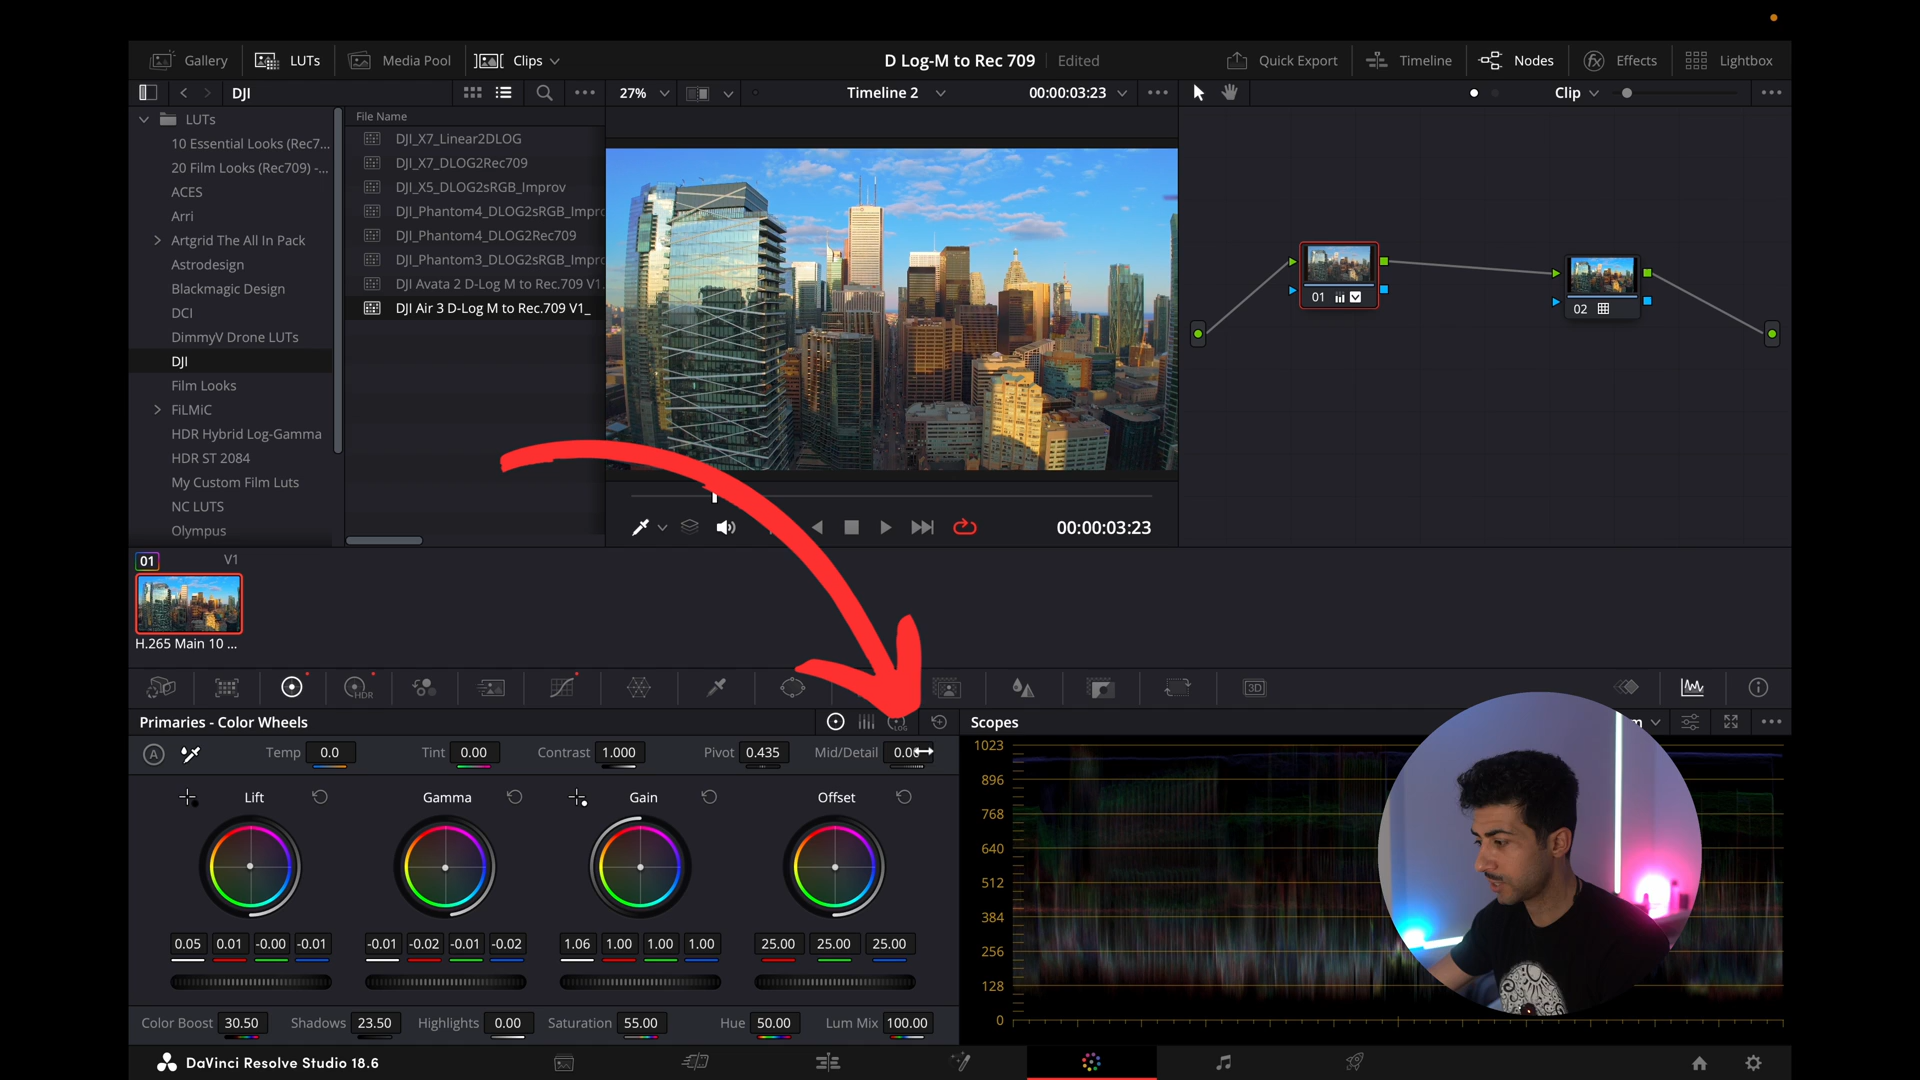 Gallery LUTs Media Pool Clips D Log-M to Rec 709 Edited Quick Export Timeline Nodes Effects Lightbox
DJI 27% Timeline 2 00:00:03:23 Clip
LUTs
10 Essential Looks (Rec7...
20 Film Looks (Rec709) -...
ACES
Arri
Artgrid The All In Pack
Astrodesign
Blackmagic Design
DCI
DimmyV Drone LUTs
DJI
Film Looks
FiLMiC
HDR Hybrid Log-Gamma
HDR ST 2084
My Custom Film Luts
NC LUTS
Olympus
File Name
DJI_X7_Linear2DLOG
DJI_X7_DLOG2Rec709
DJI_X5_DLOG2sRGB_Improv
DJI_Phantom4_DLOG2sRGB_Impro
DJI_Phantom4_DLOG2Rec709
DJI_Phantom3_DLOG2sRGB_Impro
DJI Avata 2 D-Log M to Rec.709 V1.
DJI Air 3 D-Log M to Rec.709 V1_
00:00:03:23
01
02
01 V1
H.265 Main 10 ...
HDR
3D
Primaries - Color Wheels
LOG
Temp 0.0 Tint 0.00 Contrast 1.000 Pivot 0.435 Mid/Detail 0.0
Lift Gamma Gain Offset
0.05 0.01 -0.00 -0.01 -0.01 -0.02 -0.01 -0.02 1.06 1.00 1.00 1.00 25.00 25.00 25.00
Color Boost 30.50 Shadows 23.50 Highlights 0.00 Saturation 55.00 Hue 50.00 Lum Mix 100.00
Scopes
1023
896
768
640
512
384
256
128
0
DaVinci Resolve Studio 18.6